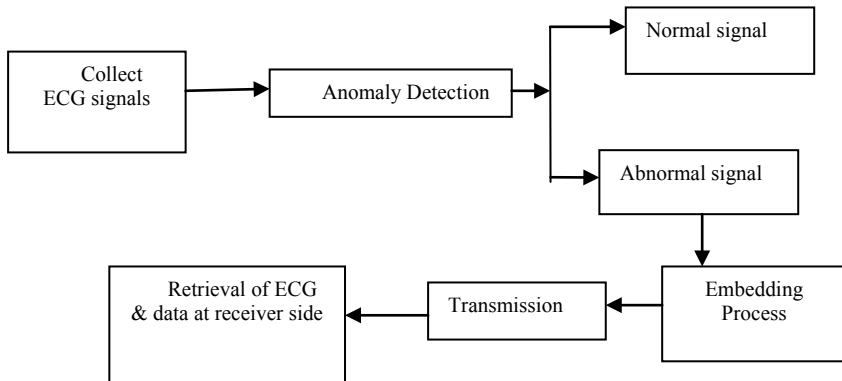 Collect
ECG signals
Anomaly Detection
Normal signal
Abnormal signal
Embedding
Process
Transmission
Retrieval of ECG
& data at receiver side